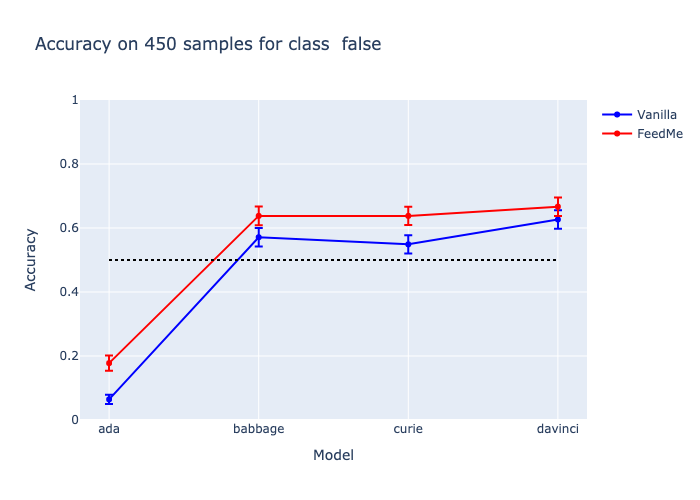 Accuracy on 450 samples for class  false
Vanilla
FeedMe
1
0.8
0.6
0.4
0.2
0
Accuracy
ada
babbage
curie
davinci
Model